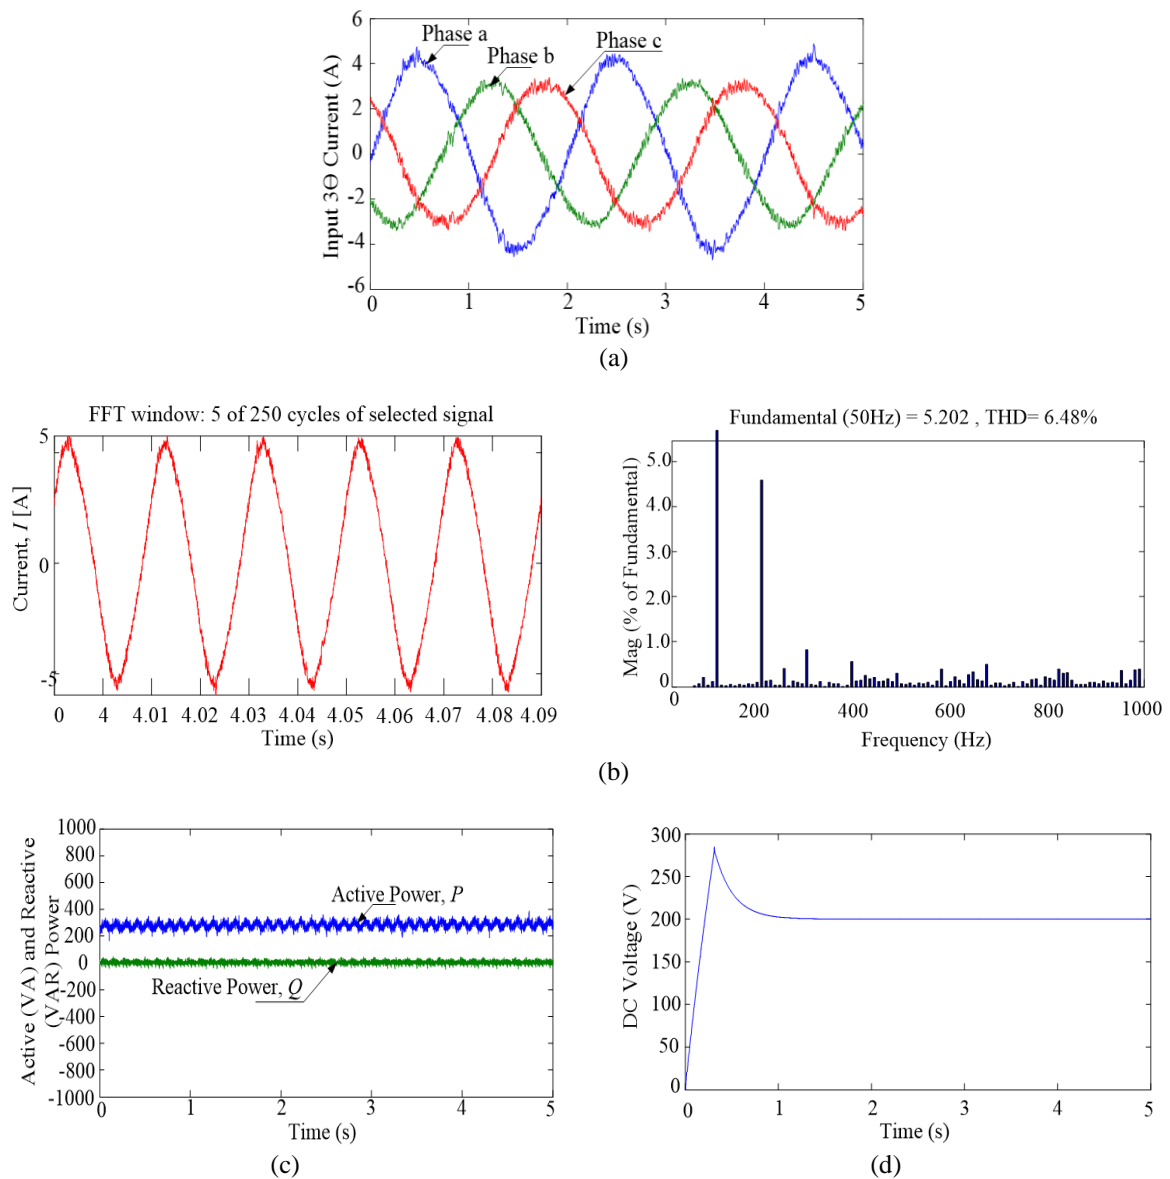 6
4
2
0
-2
-4
-6
Input 3Θ Current (A)
Phase a
Phase b
Phase c
0 1 2 3 4 5
Time (s)
(a)
FFT window: 5 of 250 cycles of selected signal
5
0
-5
Current, I [A]
0 4 4.01 4.02 4.03 4.04 4.05 4.06 4.07 4.08 4.09
Time (s)
Fundamental (50Hz) = 5.202 , THD= 6.48%
5.0
4.0
3.0
2.0
1.0
0
Mag (% of Fundamental)
0 200 400 600 800 1000
Frequency (Hz)
(b)
1000
800
600
400
200
0
-200
-400
-600
-800
-1000
Active (VA) and Reactive
(VAR) Power
Active Power, P
Reactive Power, Q
0 1 2 3 4 5
Time (s)
(c)
300
250
200
150
100
50
0
DC Voltage (V)
0 1 2 3 4 5
Time (s)
(d)